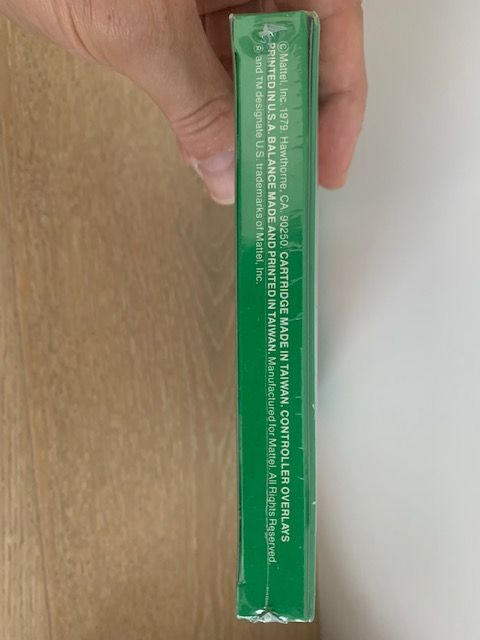 ©Mattel, Inc. 1979. Hawthorne, CA. 90250. CARTRIDGE MADE IN TAIWAN. CONTROLLER OVERLAYS
PRINTED IN U.S.A. BALANCE MADE AND PRINTED IN TAIWAN. Manufactured for Mattel. All Rights Reserved.
® and TM designate U.S. trademarks of Mattel, Inc.